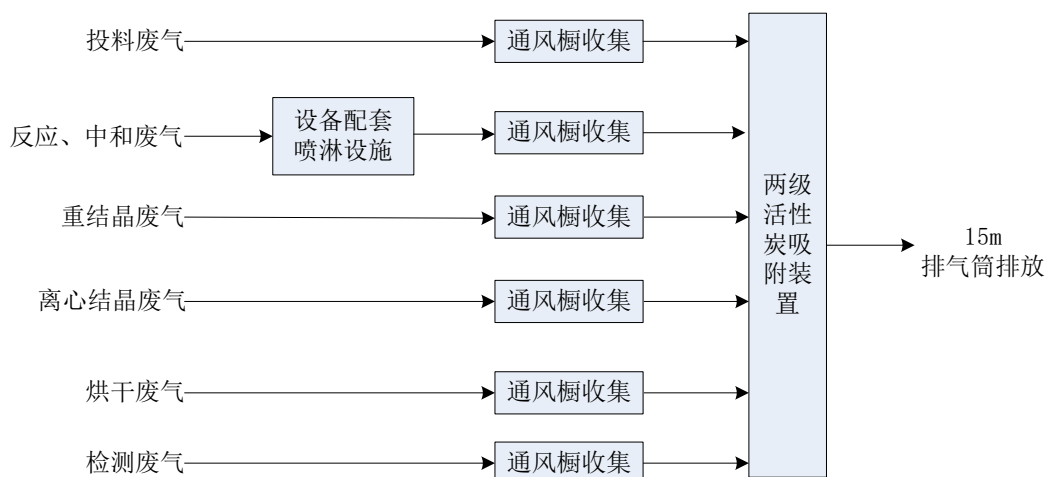 投料废气
通风橱收集
反应、中和废气
设备配套
喷淋设施
通风橱收集
重结晶废气
通风橱收集
离心结晶废气
通风橱收集
烘干废气
通风橱收集
检测废气
通风橱收集
两级
活性
炭吸
附装
置
15m
排气筒排放